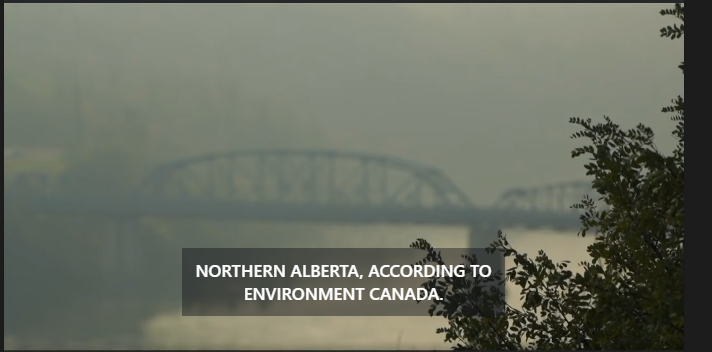 NORTHERN ALBERTA, ACCORDING TO
ENVIRONMENT CANADA.